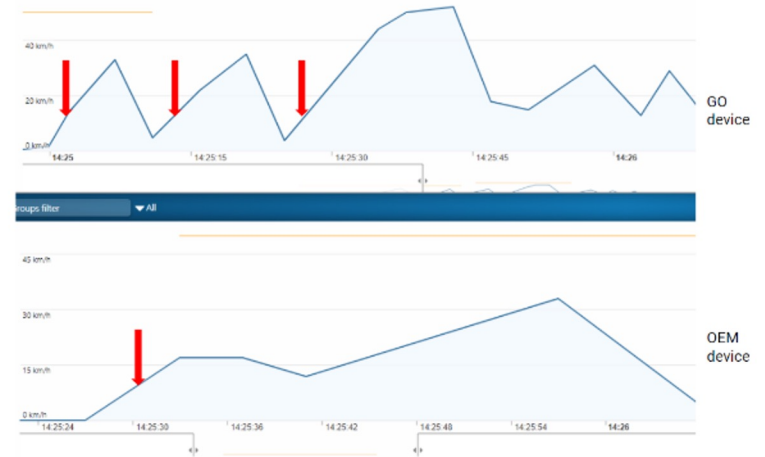 40 km/h
GO
device
20 km/h
0 km/h
14:25
14:25:15
14:25:30
14:25:45
14:26
roups filter
All
45 km/h
OEM
device
30 km/h
15 km/h
0 km/h
14:25:24
14:25:30
14:25:36
14:25:42
14:25:48
14:25:54
14:26